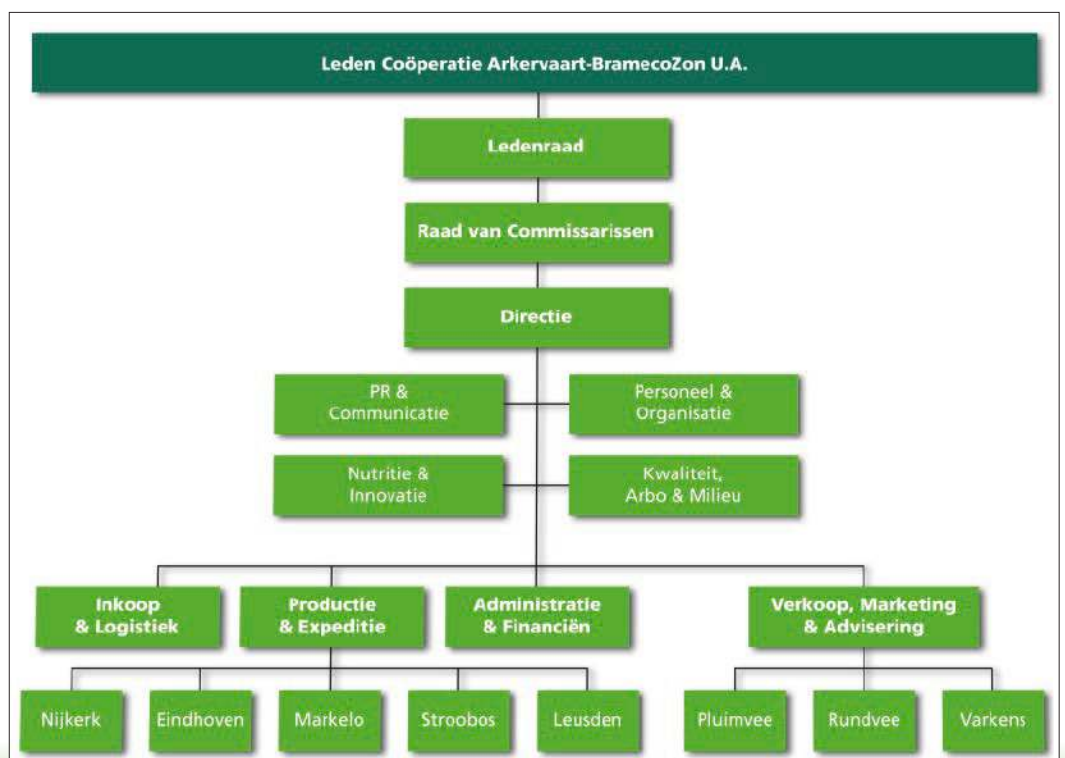 Leden Coöperatie Arkervaart-BramecoZon U.A.
Ledenraad
Raad van Commissarissen
Directie
PR &
Communicatie
Personeel &
Organisatie
Nutritie &
Innovatie
Kwaliteit,
Arbo & Milieu
Inkoop
& Logistiek
Productie
& Expeditie
Administratie
& Financiën
Verkoop, Marketing
& Advisering
Nijkerk
Eindhoven
Markelo
Stroobos
Leusden
Pluimvee
Rundvee
Varkens